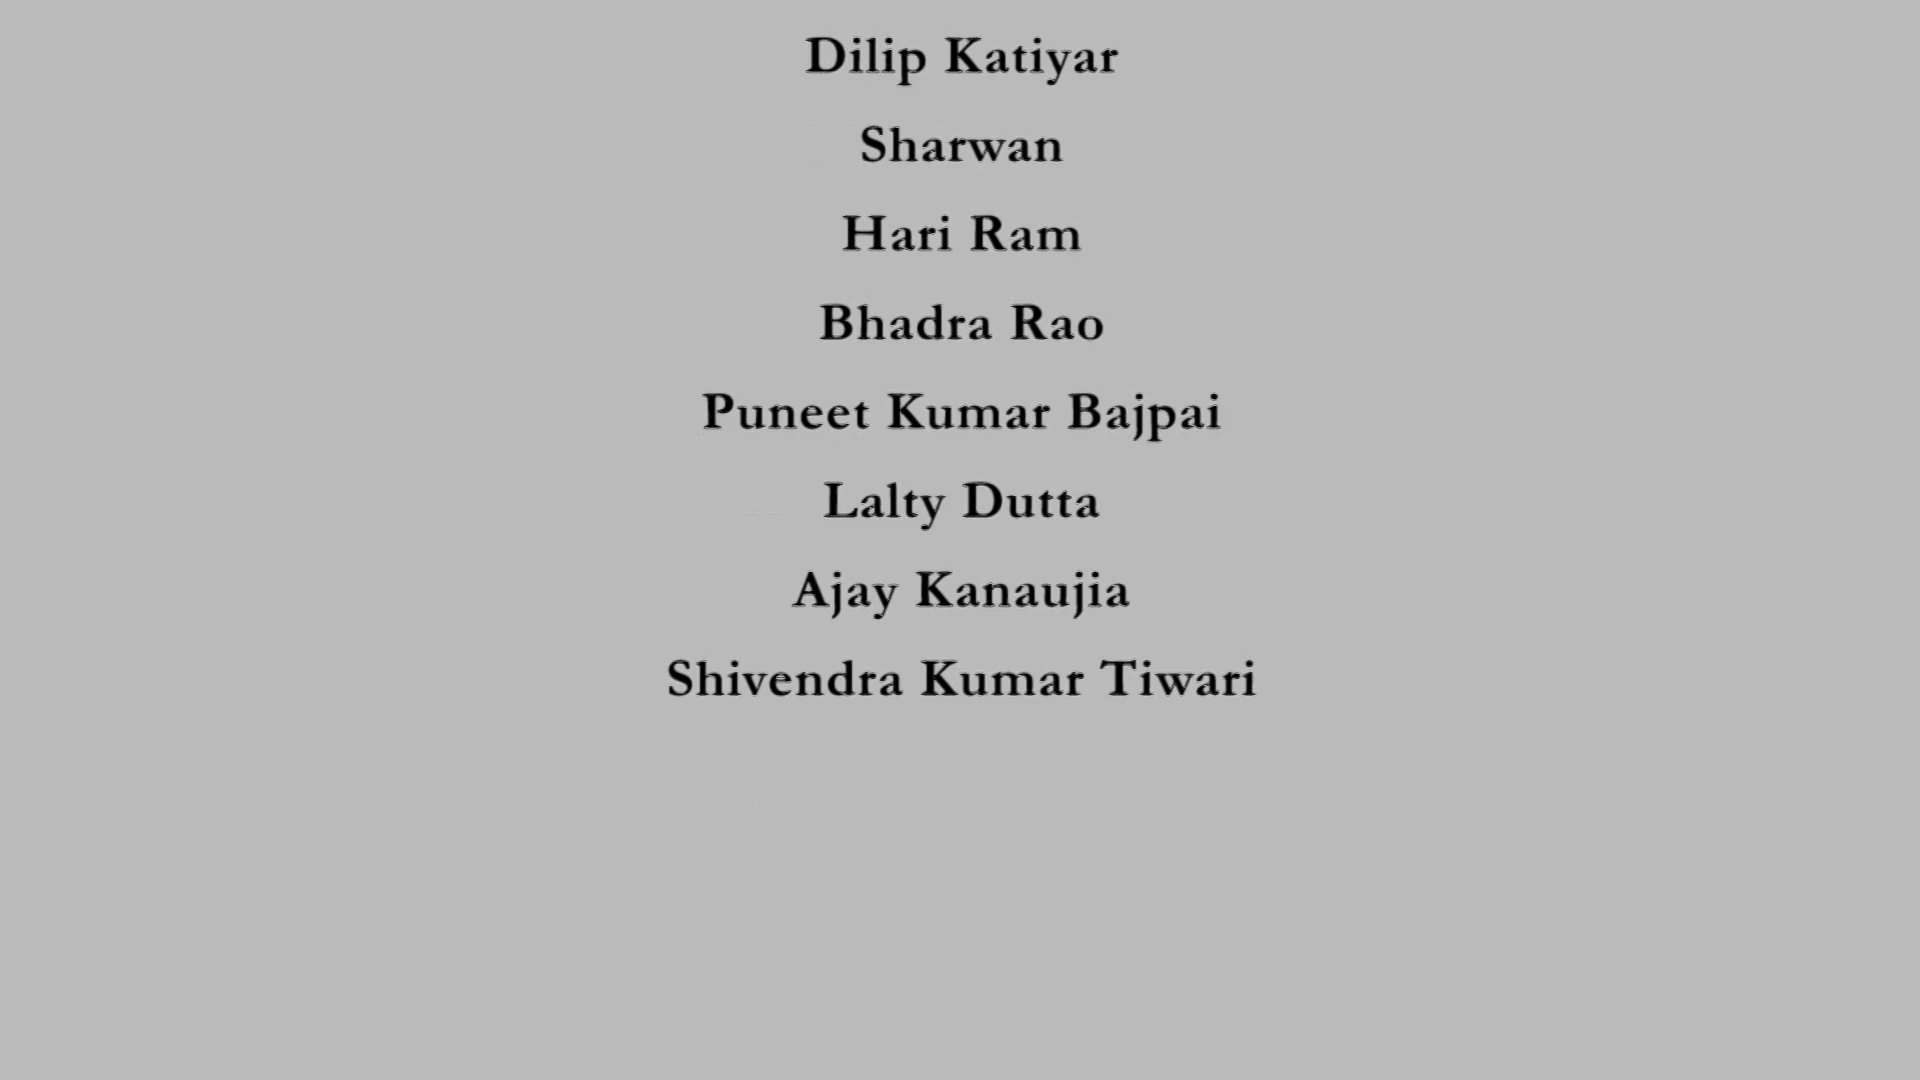 Dilip Katiyar
Sharwan
Hari Ram
Bhadra Rao
Puneet Kumar Bajpai
Lalty Dutta
Ajay Kanaujia
Shivendra Kumar Tiwari